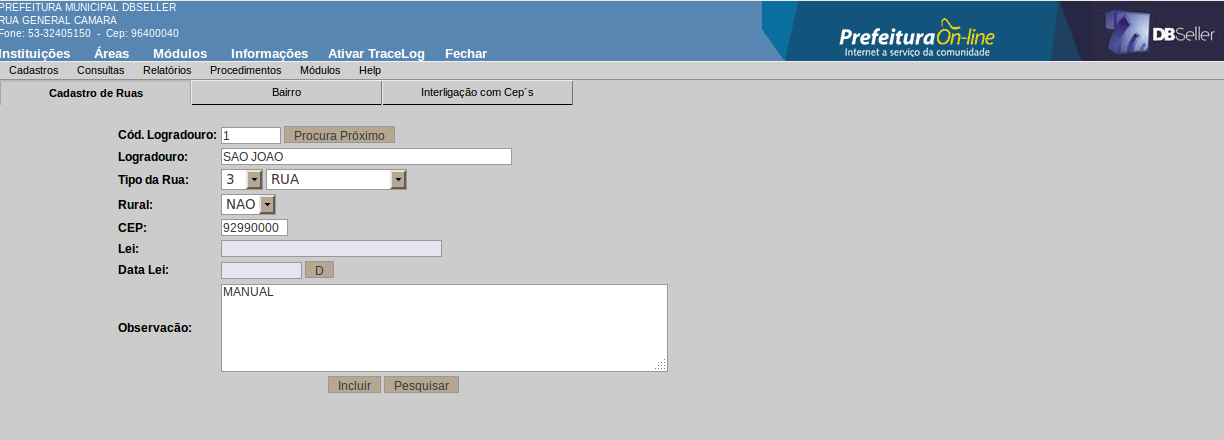 PREFEITURA MUNICIPAL DBSELLER
RUA GENERAL CAMARA
Fone: 53-32405150 - Cep: 96400040
Instituições Áreas Módulos Informações Ativar TraceLog Fechar
Prefeitura On-line
Internet a serviço da comunidade
DBSeller
Cadastros Consultas Relatórios Procedimentos Módulos Help
Cadastro de Ruas Bairro Interligação com Cep´s
Cód. Logradouro: 1 Procura Próximo
Logradouro: SAO JOAO
Tipo da Rua: 3 RUA
Rural: NAO
CEP: 92990000
Lei:
Data Lei: D
Observacão: MANUAL
Incluir Pesquisar